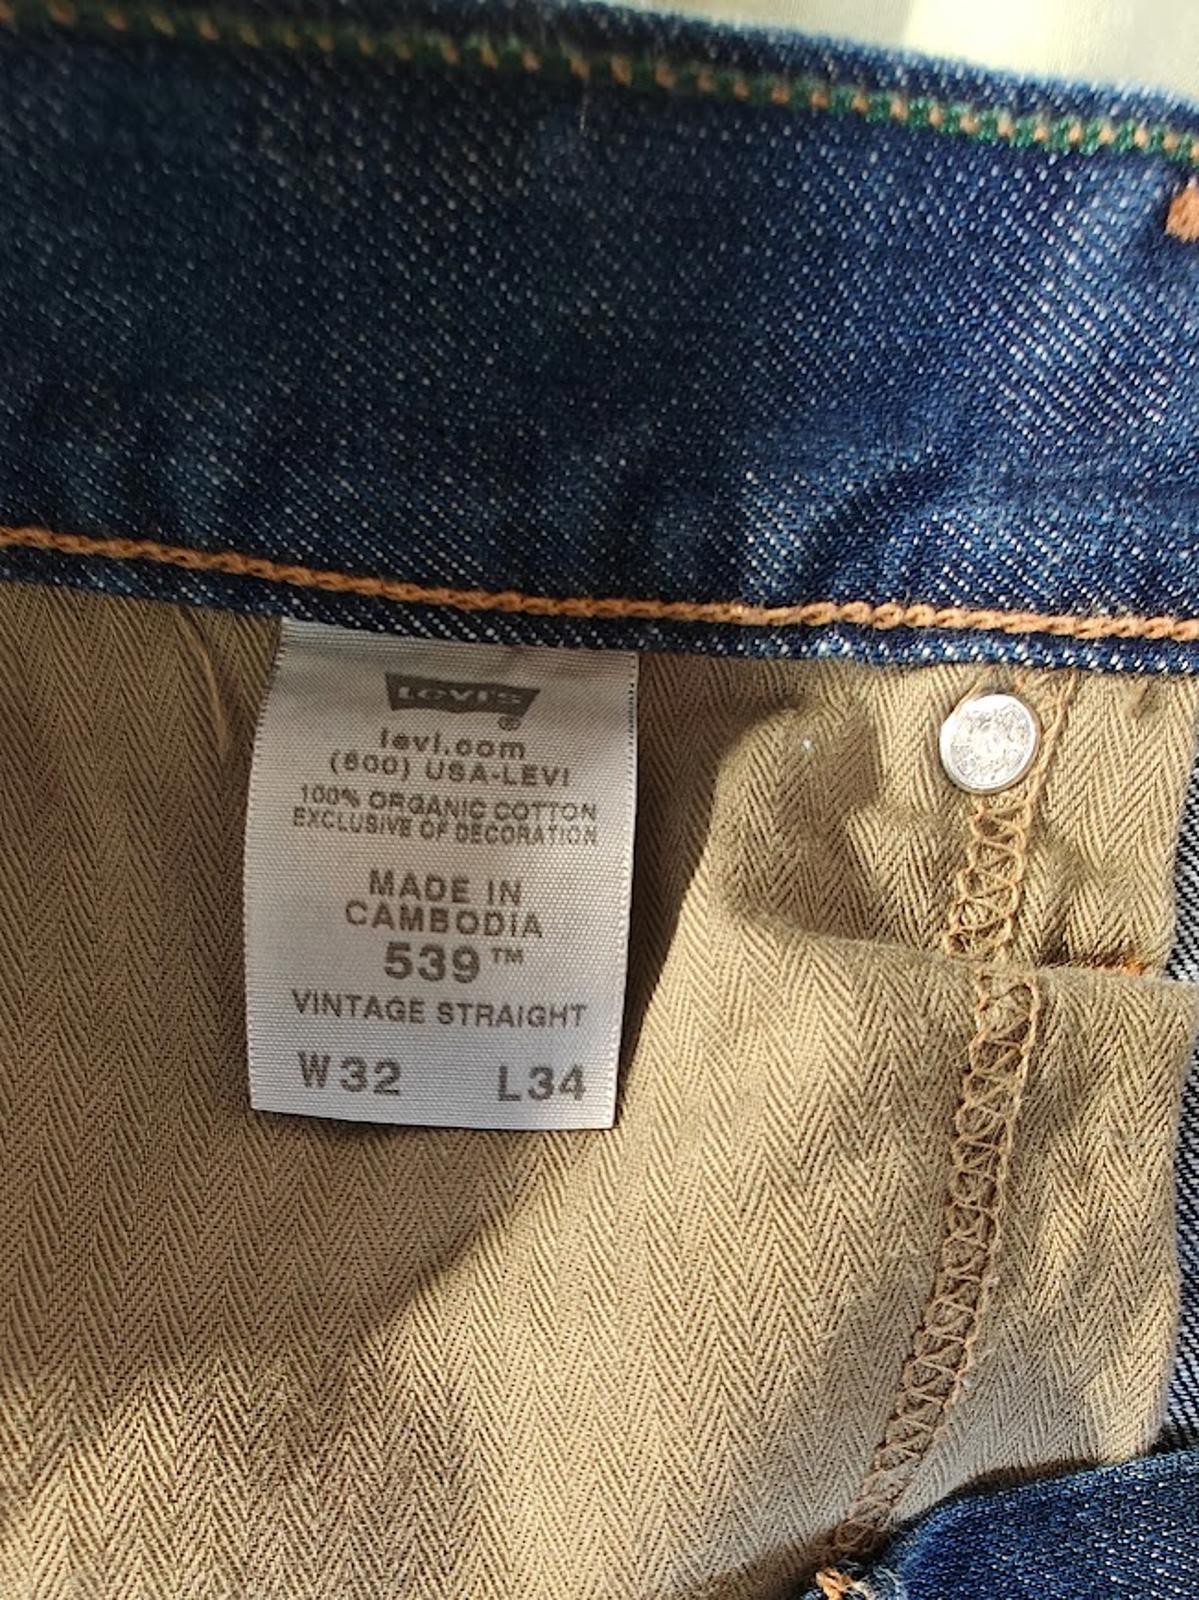 Levi's
®
levi.com
(800) USA-LEVI
100% ORGANIC COTTON
EXCLUSIVE OF DECORATION
MADE IN
CAMBODIA
539™
VINTAGE STRAIGHT
W32 L34